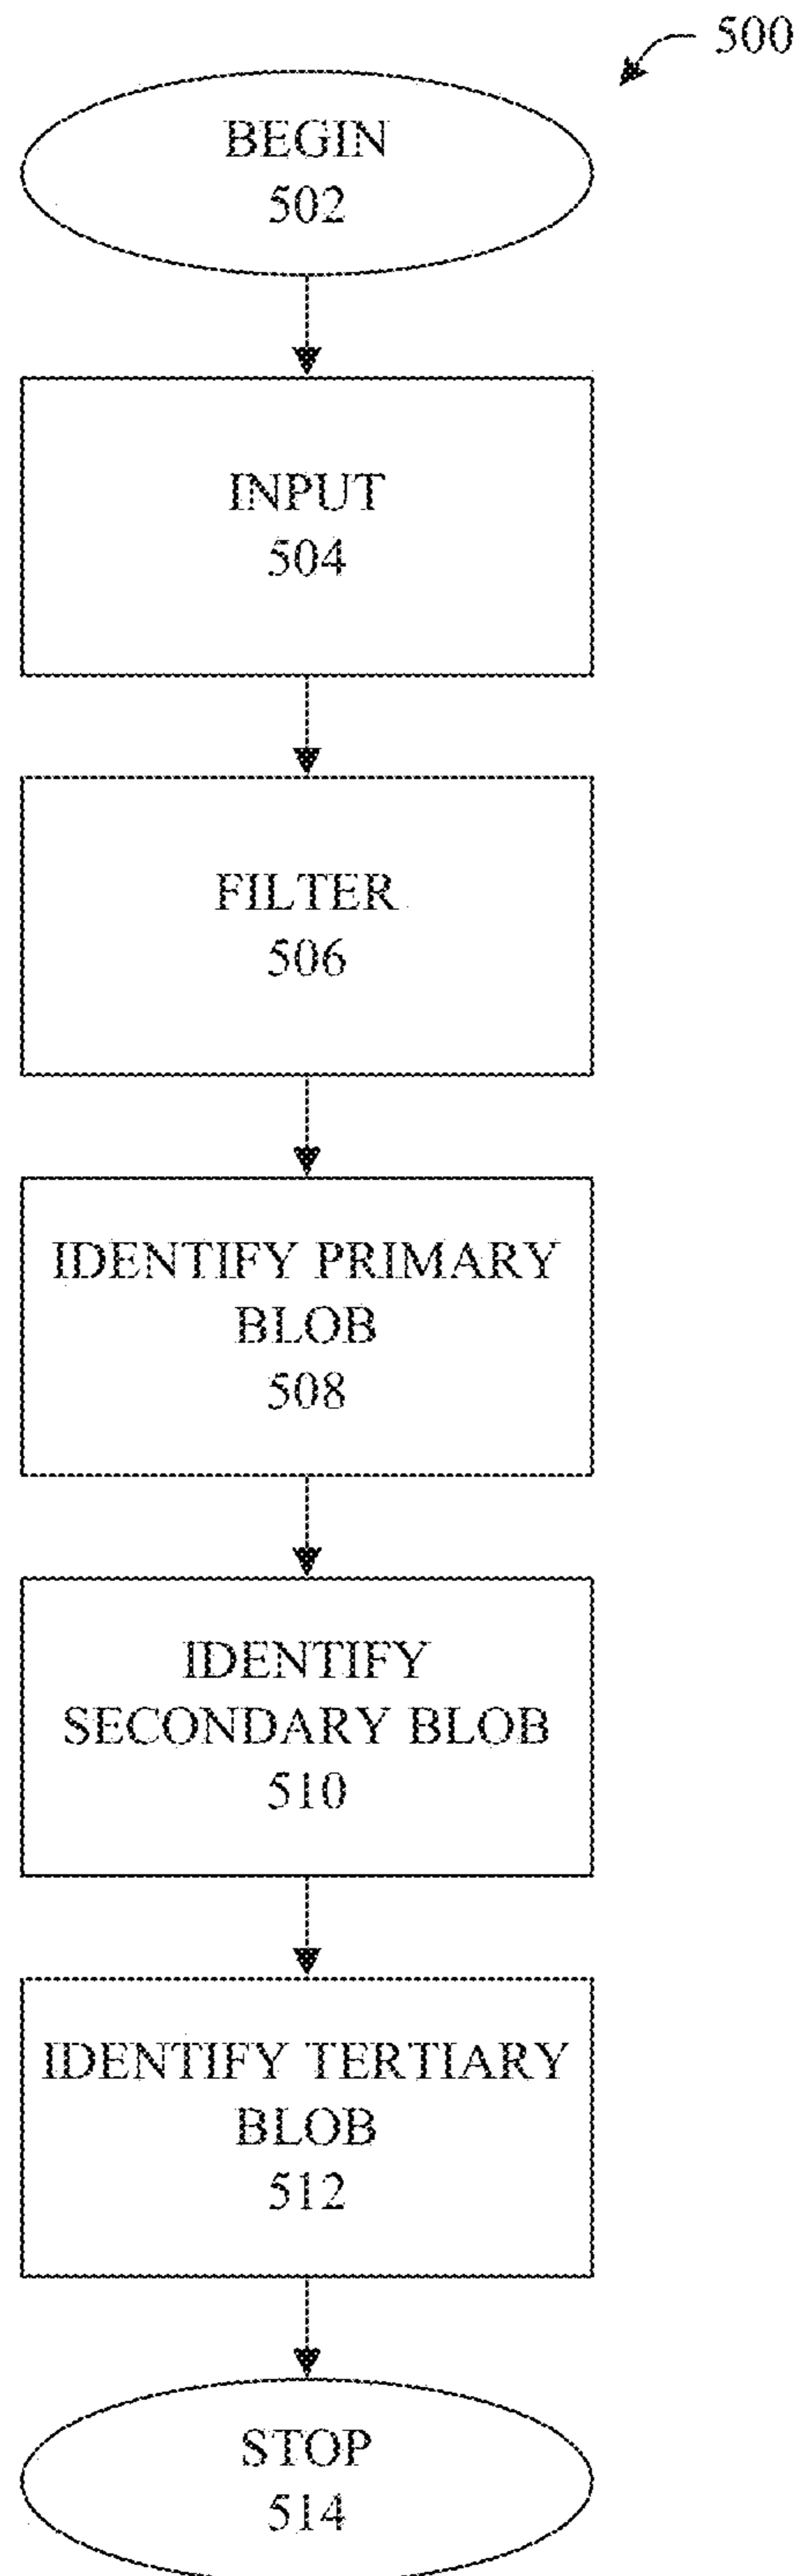 500
BEGIN
502
INPUT
504
FILTER
506
IDENTIFY PRIMARY
BLOB
508
IDENTIFY
SECONDARY BLOB
510
IDENTIFY TERTIARY
BLOB
512
STOP
514